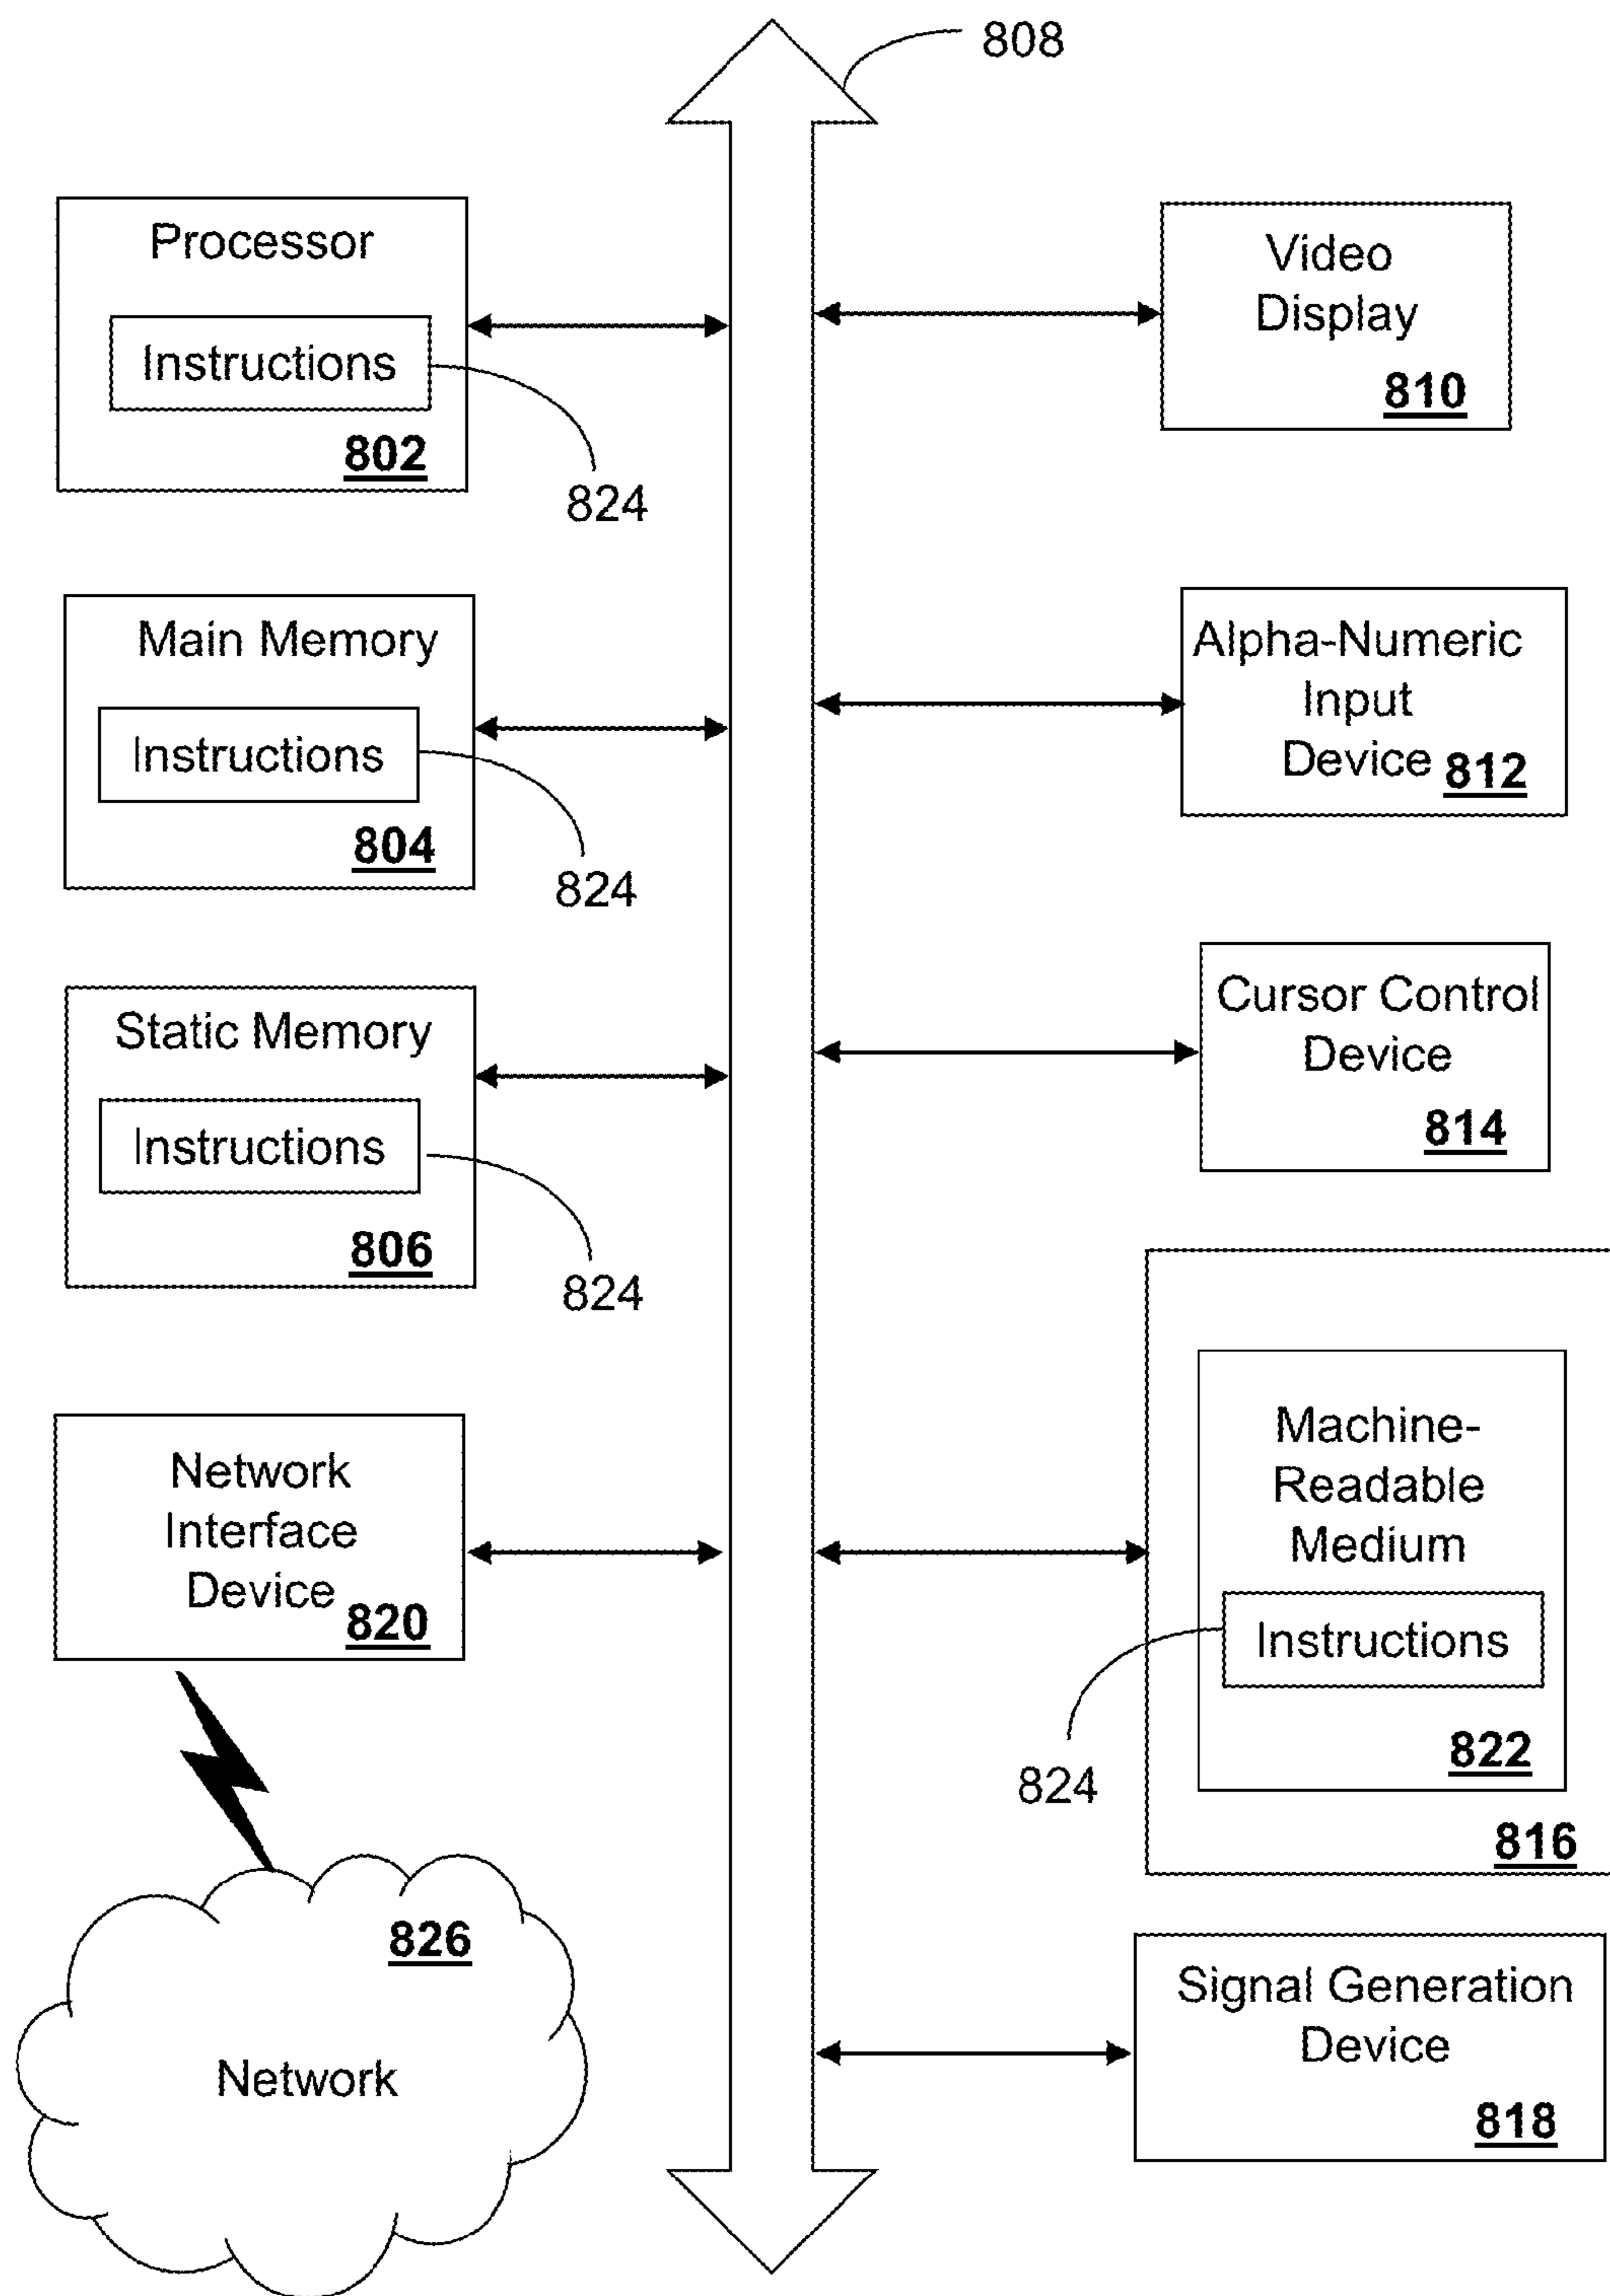 808
Processor
Instructions
802
824
Main Memory
Instructions
804
824
Static Memory
Instructions
806
824
Network
Interface
Device
820
826
Network
Video
Display
810
Alpha-Numeric
Input
Device
812
Cursor Control
Device
814
Machine-
Readable
Medium
Instructions
822
824
816
Signal Generation
Device
818